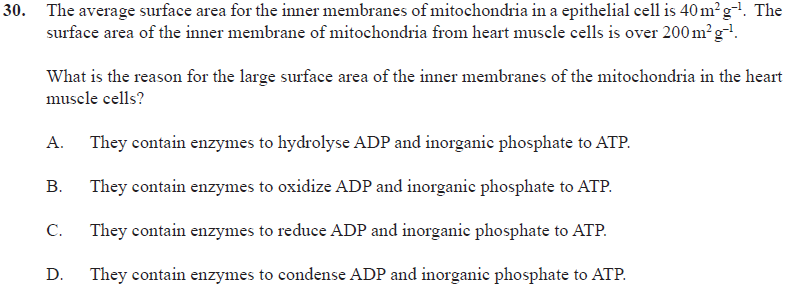 30. The average surface area for the inner membranes of mitochondria in a epithelial cell is 40 m² g⁻¹. The
surface area of the inner membrane of mitochondria from heart muscle cells is over 200 m² g⁻¹.
What is the reason for the large surface area of the inner membranes of the mitochondria in the heart
muscle cells?
A. They contain enzymes to hydrolyse ADP and inorganic phosphate to ATP.
B. They contain enzymes to oxidize ADP and inorganic phosphate to ATP.
C. They contain enzymes to reduce ADP and inorganic phosphate to ATP.
D. They contain enzymes to condense ADP and inorganic phosphate to ATP.